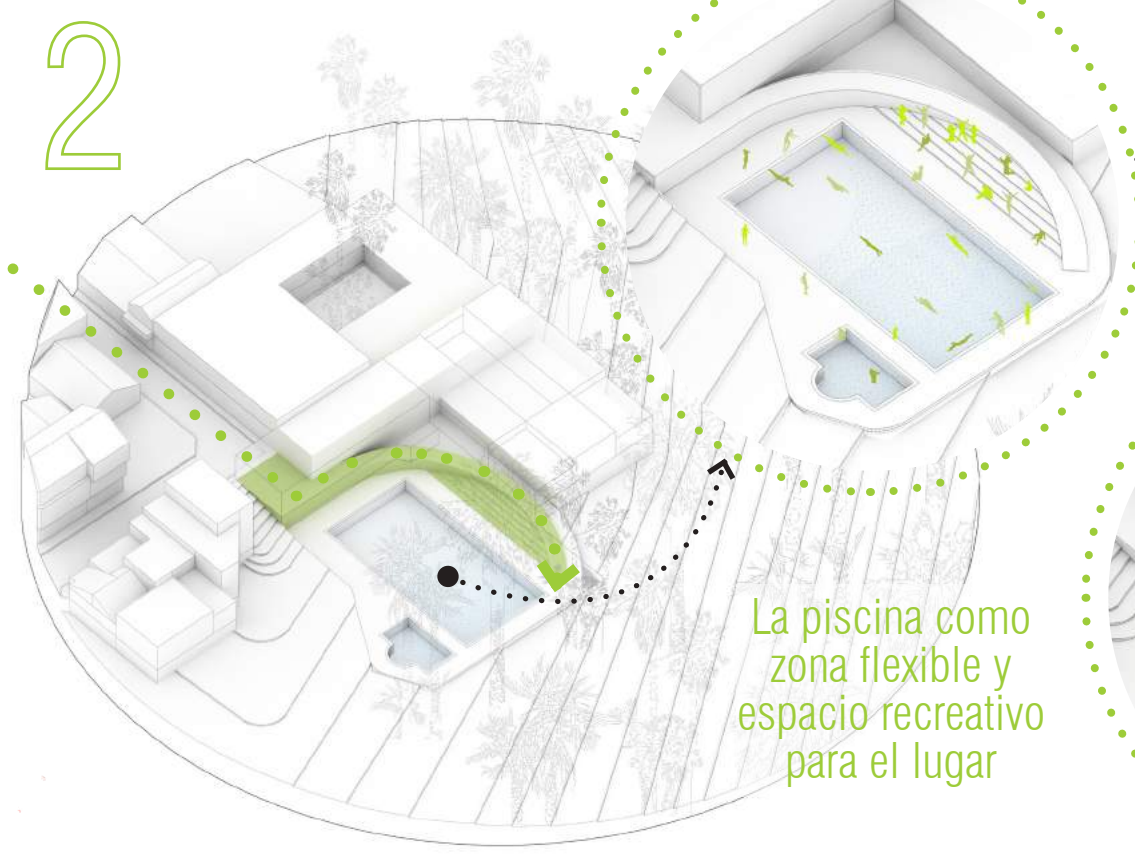 2
La piscina como
zona flexible y
espacio recreativo
para el lugar